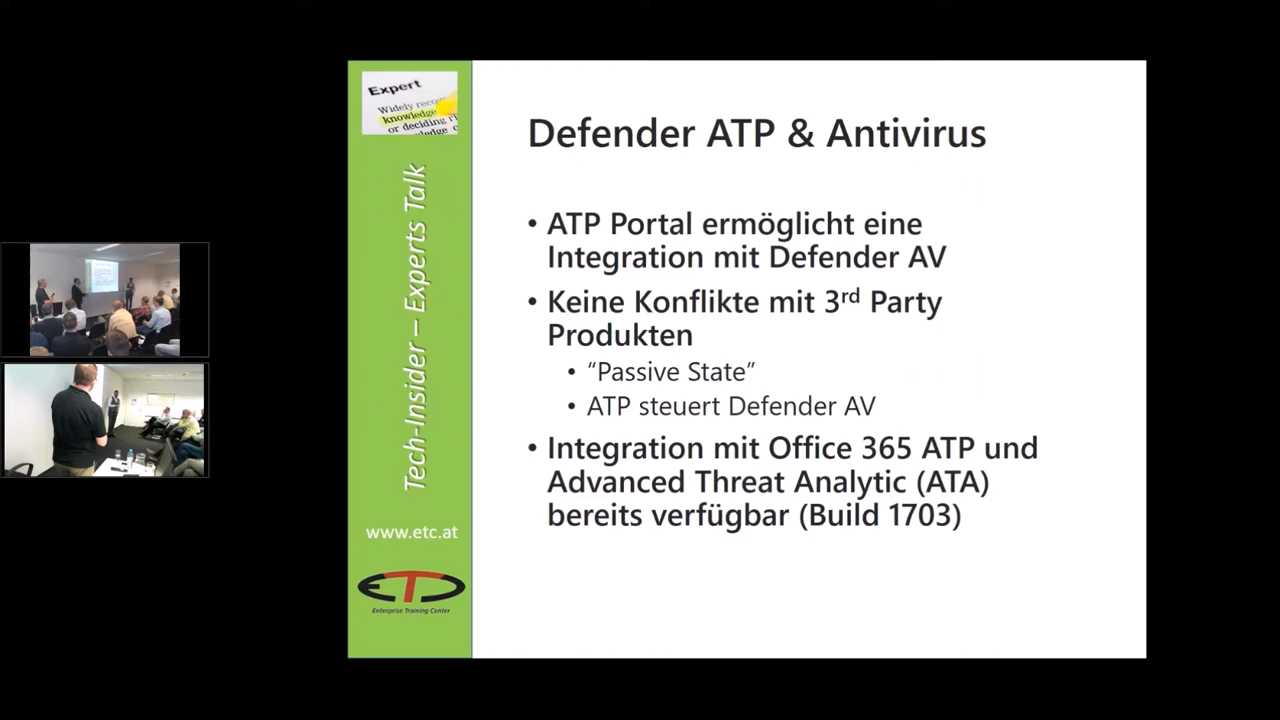 Expert
Widely
knowledge
or deciding
Tech-Insider – Experts Talk
www.etc.at
ETC
Enterprise Training Center
Defender ATP & Antivirus
• ATP Portal ermöglicht eine
Integration mit Defender AV
• Keine Konflikte mit 3rd Party
Produkten
• “Passive State”
• ATP steuert Defender AV
• Integration mit Office 365 ATP und
Advanced Threat Analytic (ATA)
bereits verfügbar (Build 1703)